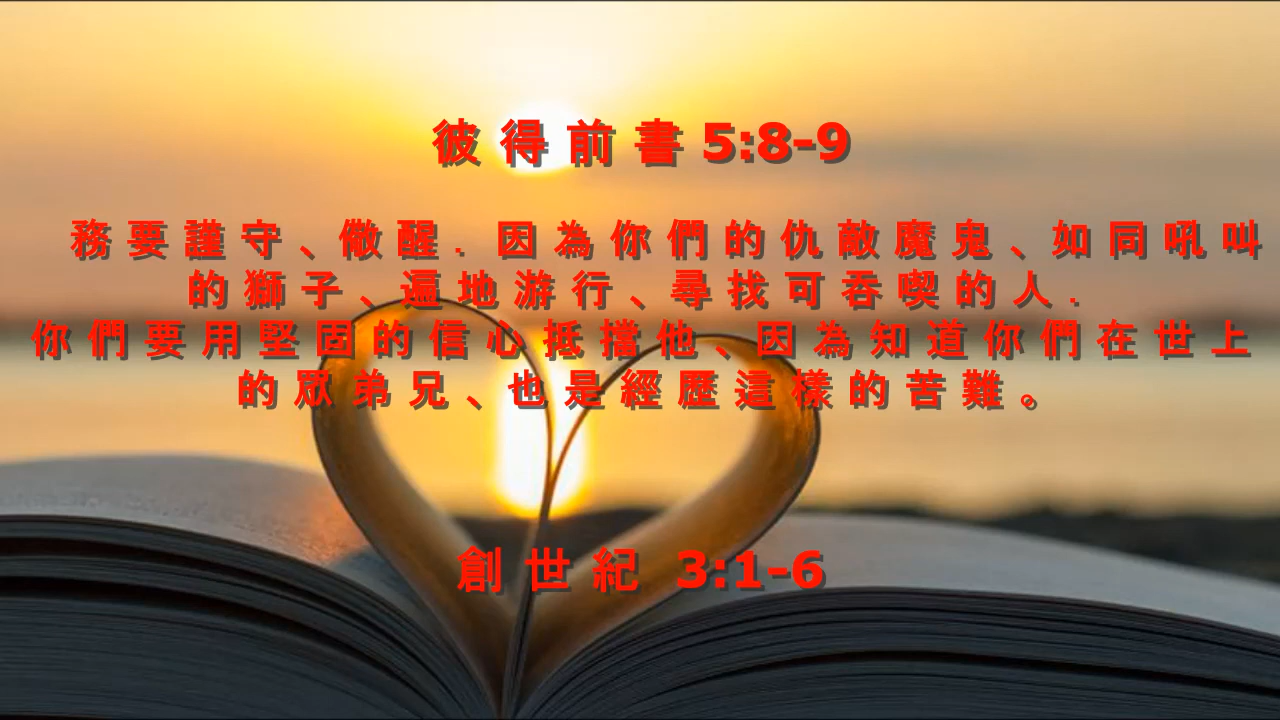 彼得前書 5:8-9
務要謹守、儆醒. 因為你們的仇敵魔鬼、如同吼叫
的獅子、遍地游行、尋找可吞喫的人.
你們要用堅固的信心抵擋他、因為知道你們在世上
的眾弟兄、也是經歷這樣的苦難。
創世紀 3:1-6